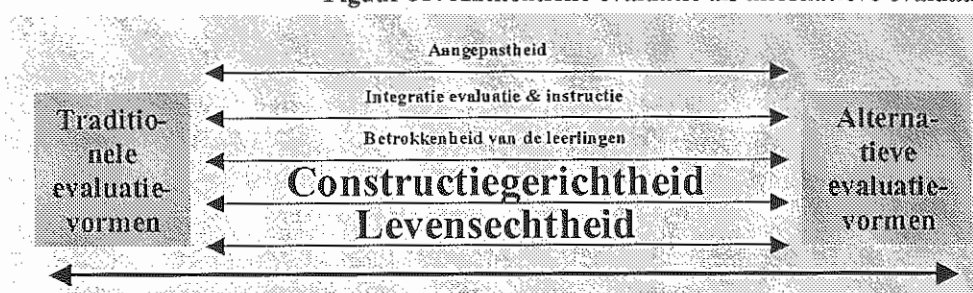 Aangepastheid
Integratie evaluatie & instructie
Betrokkenheid van de leerlingen
Constructiegerichtheid
Levensechtheid
Traditio-
nele
evaluatie-
vormen
Alterna-
tieve
evaluatie-
vormen